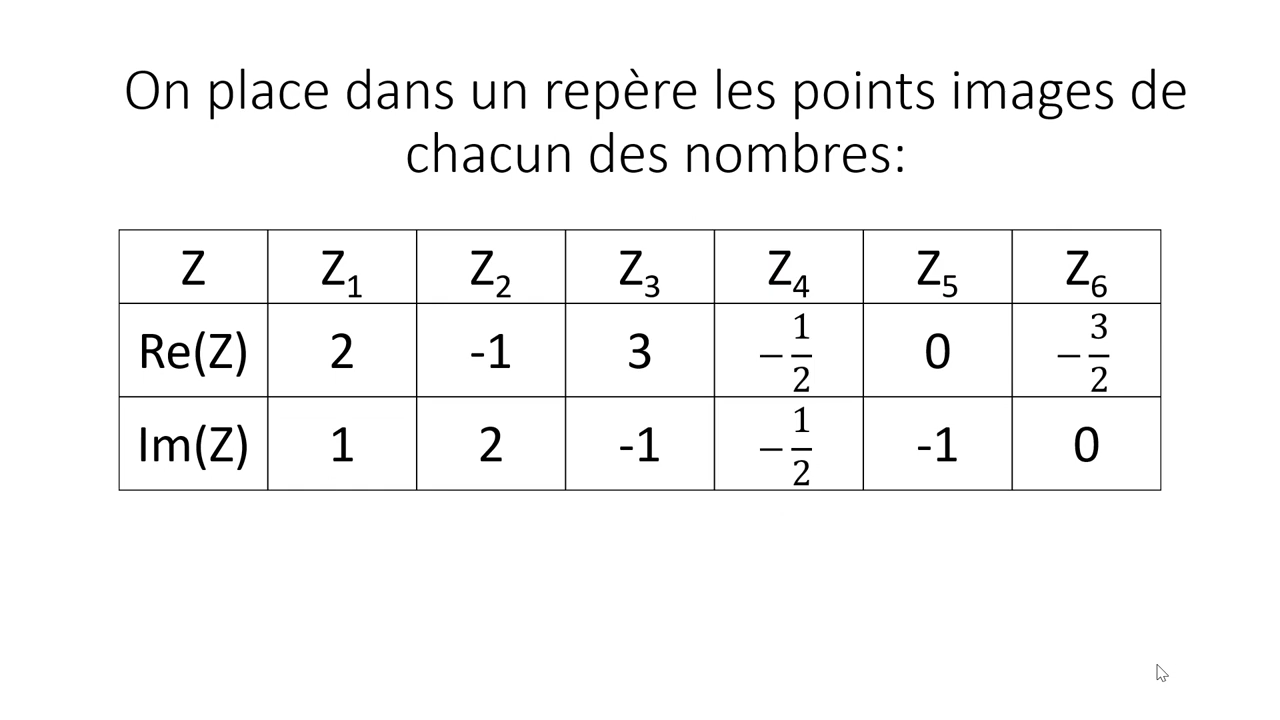 On place dans un repère les points images de
chacun des nombres:
Z Z₁ Z₂ Z₃ Z₄ Z₅ Z₆
Re(Z) 2 -1 3 −1/2 0 −3/2
Im(Z) 1 2 -1 −1/2 -1 0